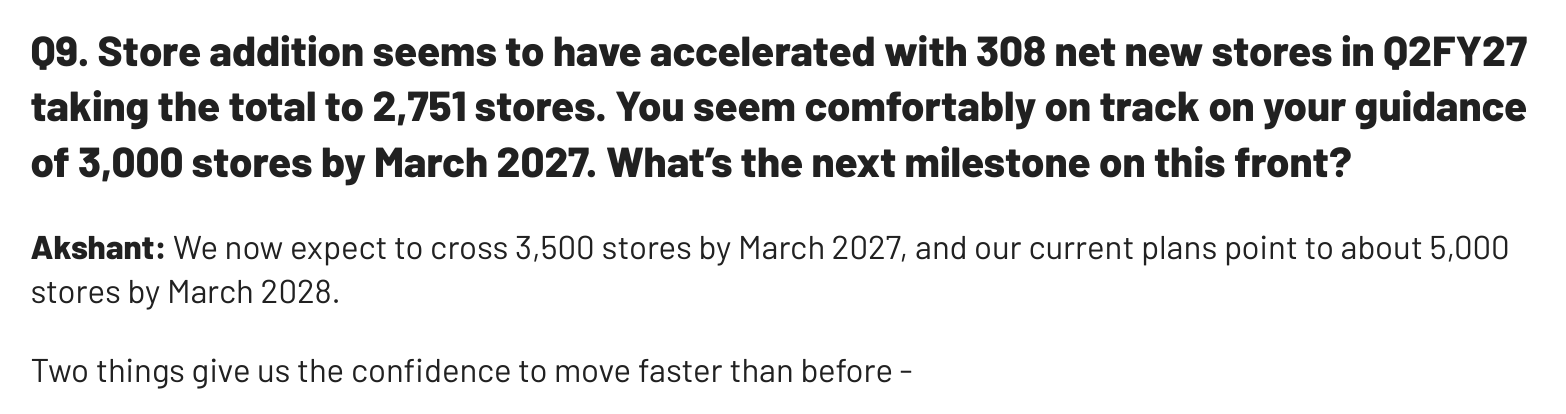 Q9. Store addition seems to have accelerated with 308 net new stores in Q2FY27
taking the total to 2,751 stores. You seem comfortably on track on your guidance
of 3,000 stores by March 2027. What’s the next milestone on this front?
Akshant: We now expect to cross 3,500 stores by March 2027, and our current plans point to about 5,000
stores by March 2028.
Two things give us the confidence to move faster than before -